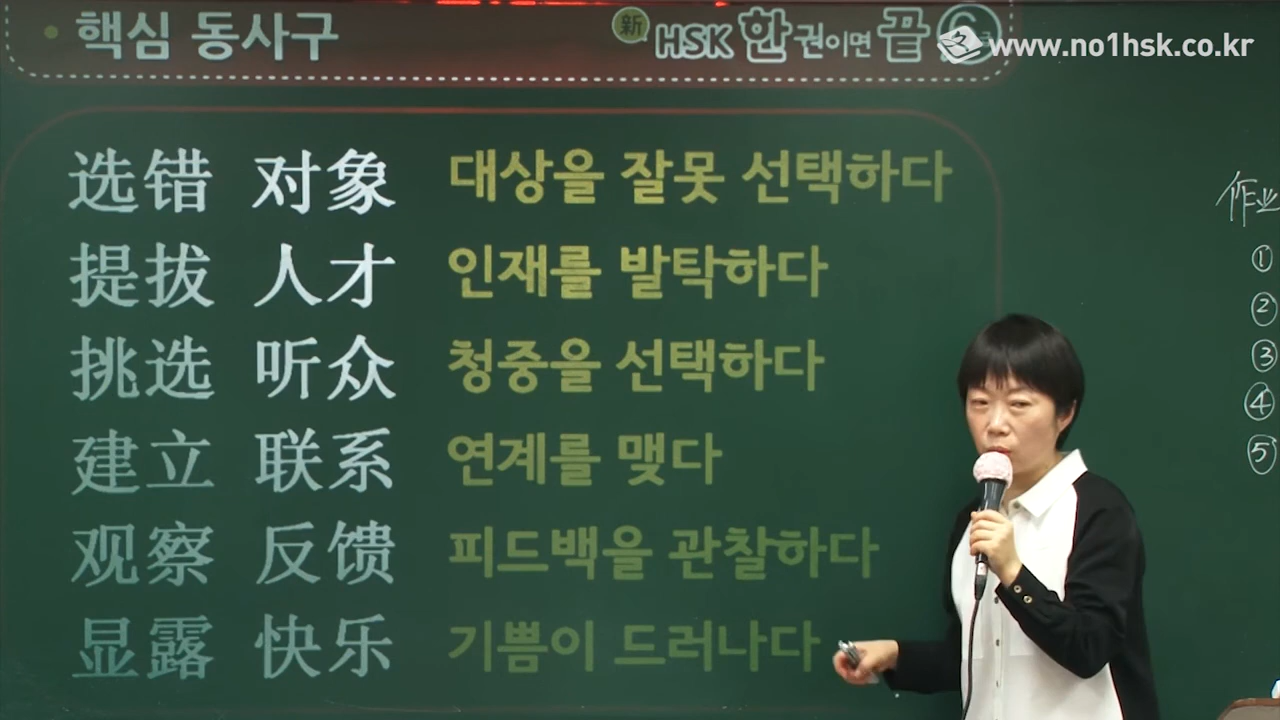 • 핵심 동사구
新 HSK 한권이면 끝 6
www.no1hsk.co.kr
选错 对象 대상을 잘못 선택하다
提拔 人才 인재를 발탁하다
挑选 听众 청중을 선택하다
建立 联系 연계를 맺다
观察 反馈 피드백을 관찰하다
显露 快乐 기쁨이 드러나다
作业
①
②
③
④
⑤